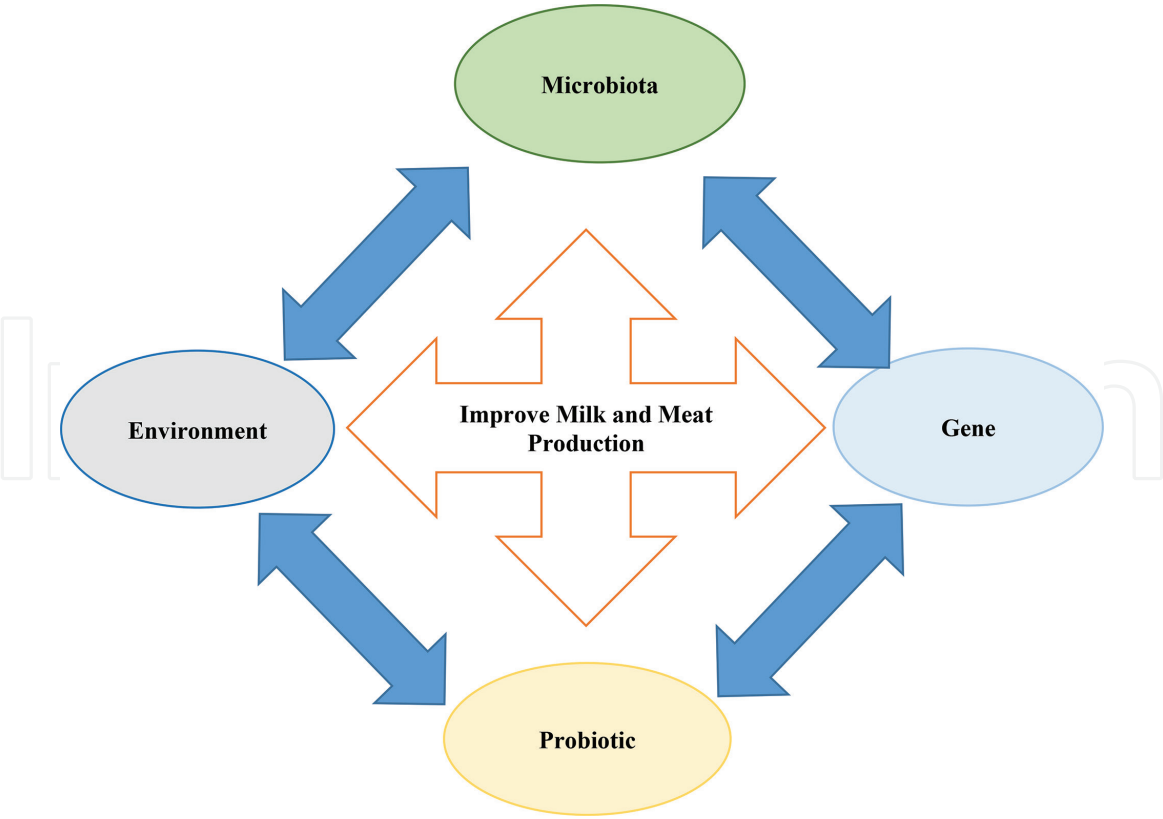 Microbiota
Environment
Improve Milk and Meat
Production
Gene
Probiotic